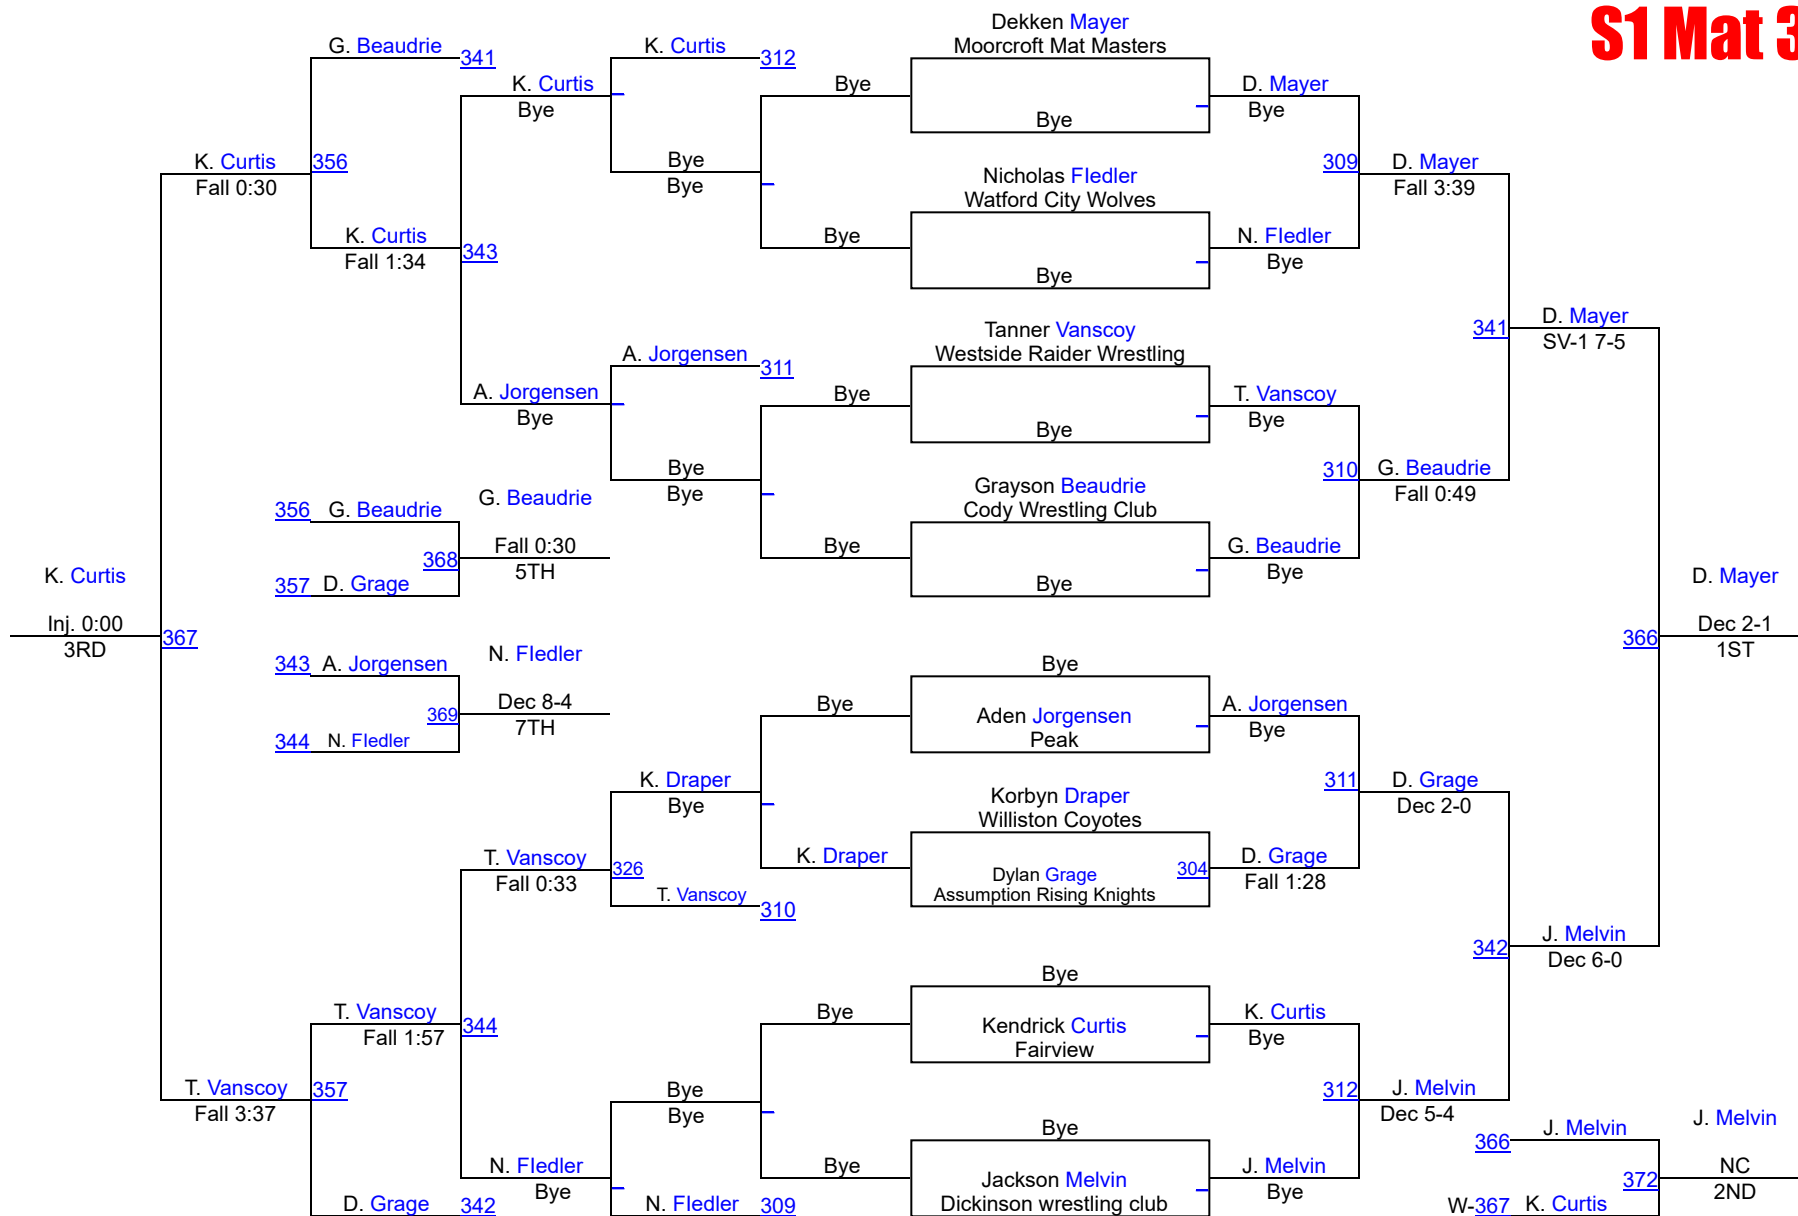 S1 Mat 3
Dekken Mayer
Moorcroft Mat Masters
G. Beaudrie
341
K. Curtis
312
K. Curtis
Bye
Bye
Bye
D. Mayer
Bye
K. Curtis
Fall 0:30
356
Bye
Bye
309
D. Mayer
Fall 3:39
Nicholas Fledler
Watford City Wolves
K. Curtis
Fall 1:34
343
Bye
Bye
N. Fledler
Bye
Tanner Vanscoy
Westside Raider Wrestling
341
D. Mayer
SV-1 7-5
A. Jorgensen
311
A. Jorgensen
Bye
Bye
Bye
T. Vanscoy
Bye
Bye
Bye
310
G. Beaudrie
Fall 0:49
Grayson Beaudrie
Cody Wrestling Club
356 G. Beaudrie
G. Beaudrie
368
Fall 0:30
5TH
357 D. Grage
Bye
Bye
G. Beaudrie
Bye
K. Curtis
Inj. 0:00
3RD
367
D. Mayer
366
Dec 2-1
1ST
343 A. Jorgensen
N. Fledler
369
Dec 8-4
7TH
344 N. Fledler
Bye
Bye
Aden Jorgensen
Peak
A. Jorgensen
Bye
K. Draper
Bye
311
D. Grage
Dec 2-0
Korbyn Draper
Williston Coyotes
T. Vanscoy
Fall 0:33
326
K. Draper
Dylan Grage
Assumption Rising Knights
304
D. Grage
Fall 1:28
T. Vanscoy
310
342
J. Melvin
Dec 6-0
Bye
T. Vanscoy
Fall 1:57
344
Bye
Kendrick Curtis
Fairview
K. Curtis
Bye
T. Vanscoy
Fall 3:37
357
Bye
Bye
312
J. Melvin
Dec 5-4
Bye
366
J. Melvin
J. Melvin
N. Fledler
Bye
Bye
Jackson Melvin
Dickinson wrestling club
J. Melvin
Bye
372
NC
2ND
D. Grage
342
N. Fledler
309
W-367 K. Curtis